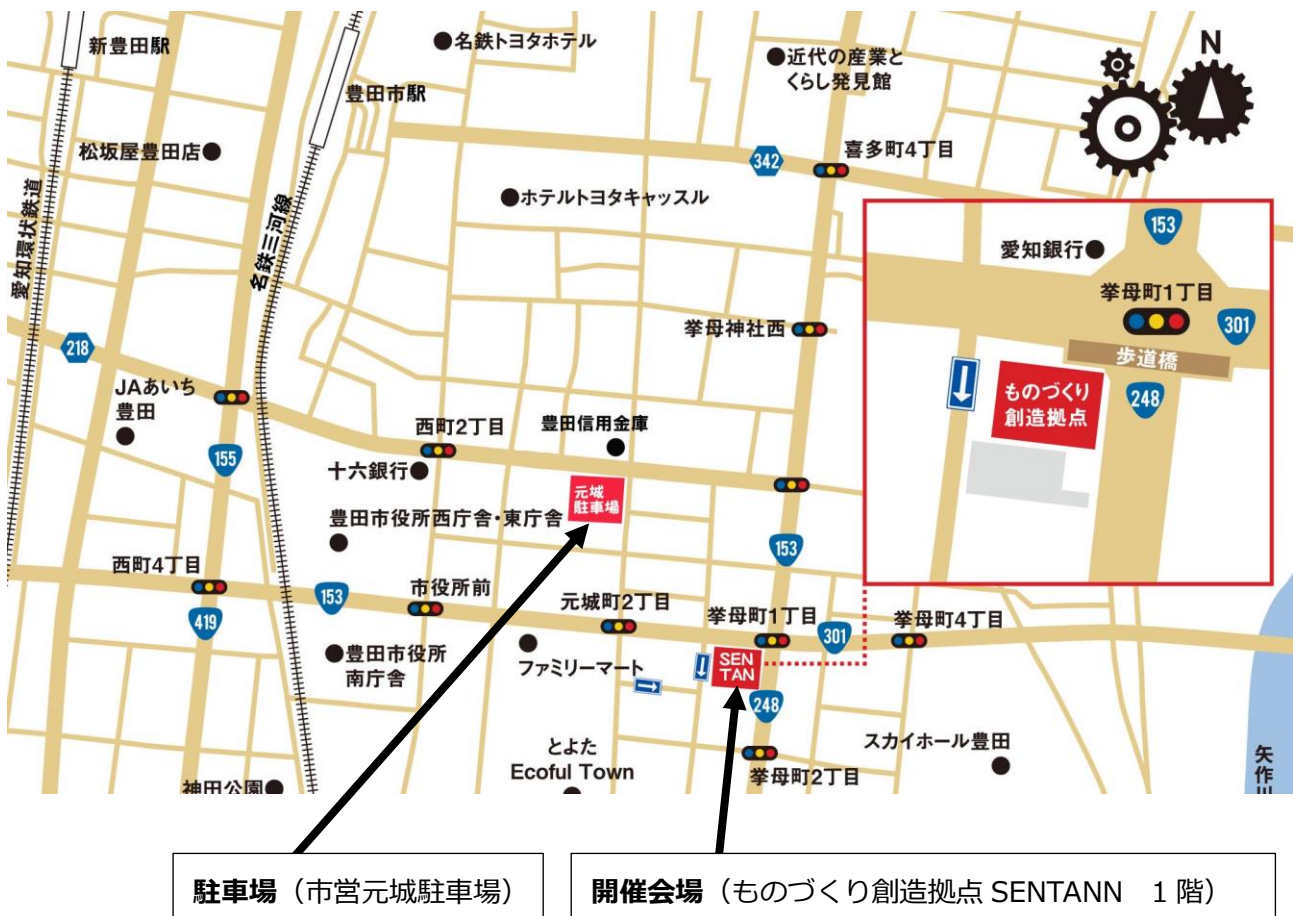 新豊田駅
名鉄トヨタホテル
近代の産業と
くらし発見館
N
豊田市駅
松坂屋豊田店
342
喜多町4丁目
愛知環状鉄道
名鉄三河線
ホテルトヨタキャッスル
153
愛知銀行
挙母町1丁目
301
歩道橋
ものづくり
創造拠点
248
挙母神社西
218
JAあいち
豊田
西町2丁目
豊田信用金庫
155
十六銀行
元城
駐車場
豊田市役所西庁舎・東庁舎
153
西町4丁目
153
市役所前
元城町2丁目
挙母町1丁目
301
挙母町4丁目
419
豊田市役所
南庁舎
ファミリーマート
SEN
TAN
248
スカイホール豊田
とよた
Ecoful Town
挙母町2丁目
矢作川
神田公園
駐車場（市営元城駐車場）
開催会場（ものづくり創造拠点 SENTANN　1 階）